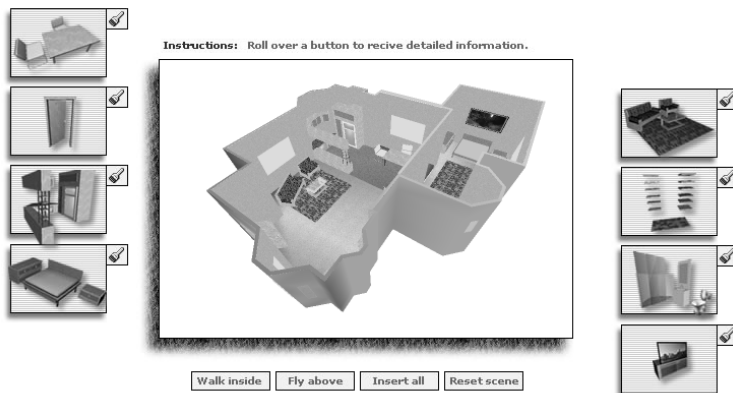 Instructions: Roll over a button to recive detailed information.
Walk inside
Fly above
Insert all
Reset scene